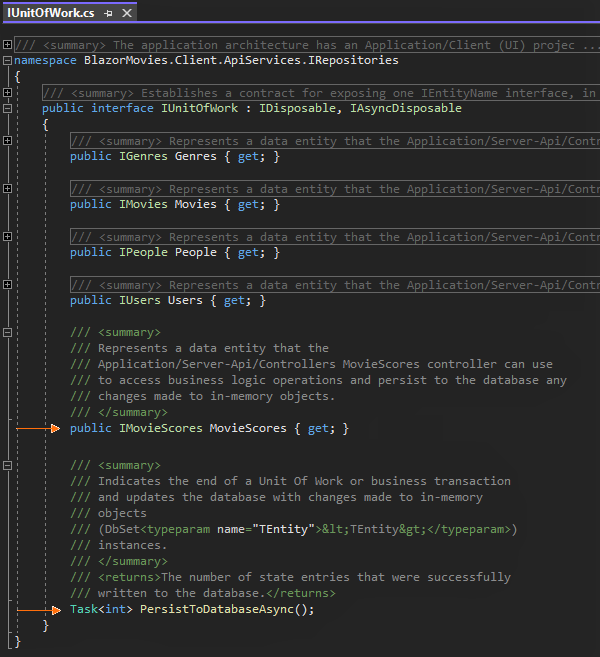 IUnitOfWork.cs
/// <summary> The application architecture has an Application/Client (UI) projec ...
namespace BlazorMovies.Client.ApiServices.IRepositories
{
/// <summary> Establishes a contract for exposing one IEntityName interface, in
public interface IUnitOfWork : IDisposable, IAsyncDisposable
{
/// <summary> Represents a data entity that the Application/Server-Api/Contr
public IGenres Genres { get; }
/// <summary> Represents a data entity that the Application/Server-Api/Contr
public IMovies Movies { get; }
/// <summary> Represents a data entity that the Application/Server-Api/Contr
public IPeople People { get; }
/// <summary> Represents a data entity that the Application/Server-Api/Contr
public IUsers Users { get; }
/// <summary>
/// Represents a data entity that the
/// Application/Server-Api/Controllers MovieScores controller can use
/// to access business logic operations and persist to the database any
/// changes made to in-memory objects.
/// </summary>
public IMovieScores MovieScores { get; }
/// <summary>
/// Indicates the end of a Unit Of Work or business transaction
/// and updates the database with changes made to in-memory
/// objects
/// (DbSet<typeparam name="TEntity">&lt;TEntity&gt;</typeparam>)
/// instances.
/// </summary>
/// <returns>The number of state entries that were successfully
/// written to the database.</returns>
Task<int> PersistToDatabaseAsync();
}
}